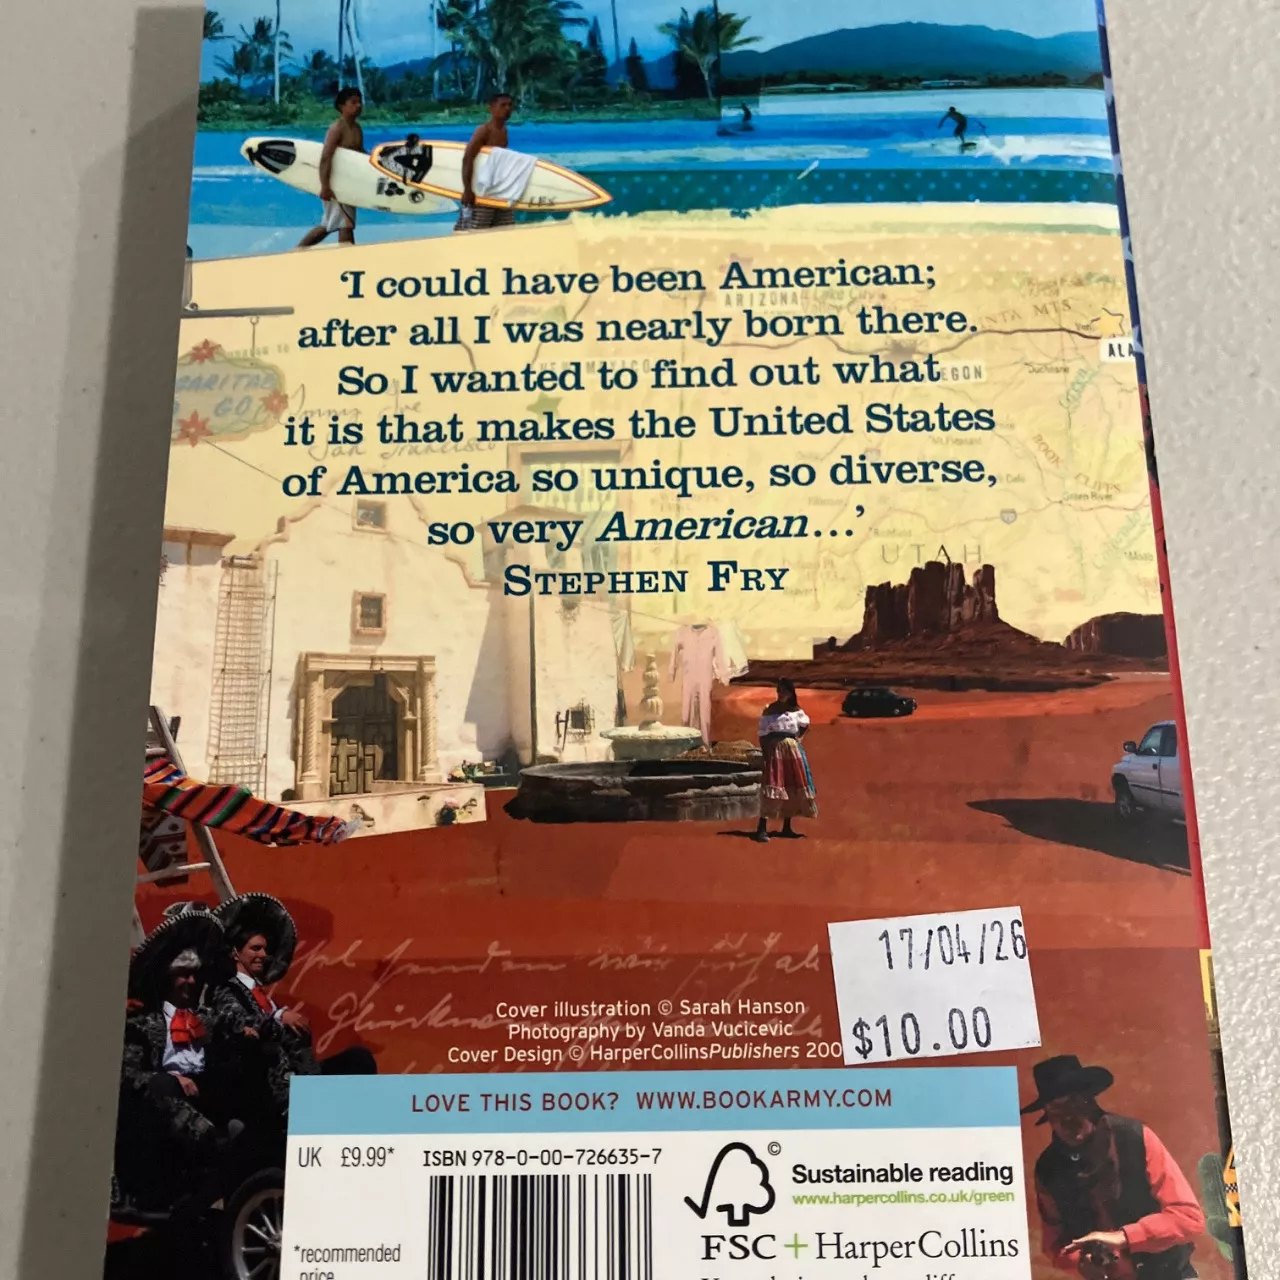 ‘I could have been American;
after all I was nearly born there.
So I wanted to find out what
it is that makes the United States
of America so unique, so diverse,
so very American...’
STEPHEN FRY
ARIZONA
UTAH
17/04/26
$10.00
Cover illustration © Sarah Hanson
Photography by Vanda Vucicevic
Cover Design © HarperCollinsPublishers 200
LOVE THIS BOOK? WWW.BOOKARMY.COM
UK £9.99*
ISBN 978-0-00-726635-7
*recommended
price
©
Sustainable reading
www.harpercollins.co.uk/green
FSC + HarperCollins